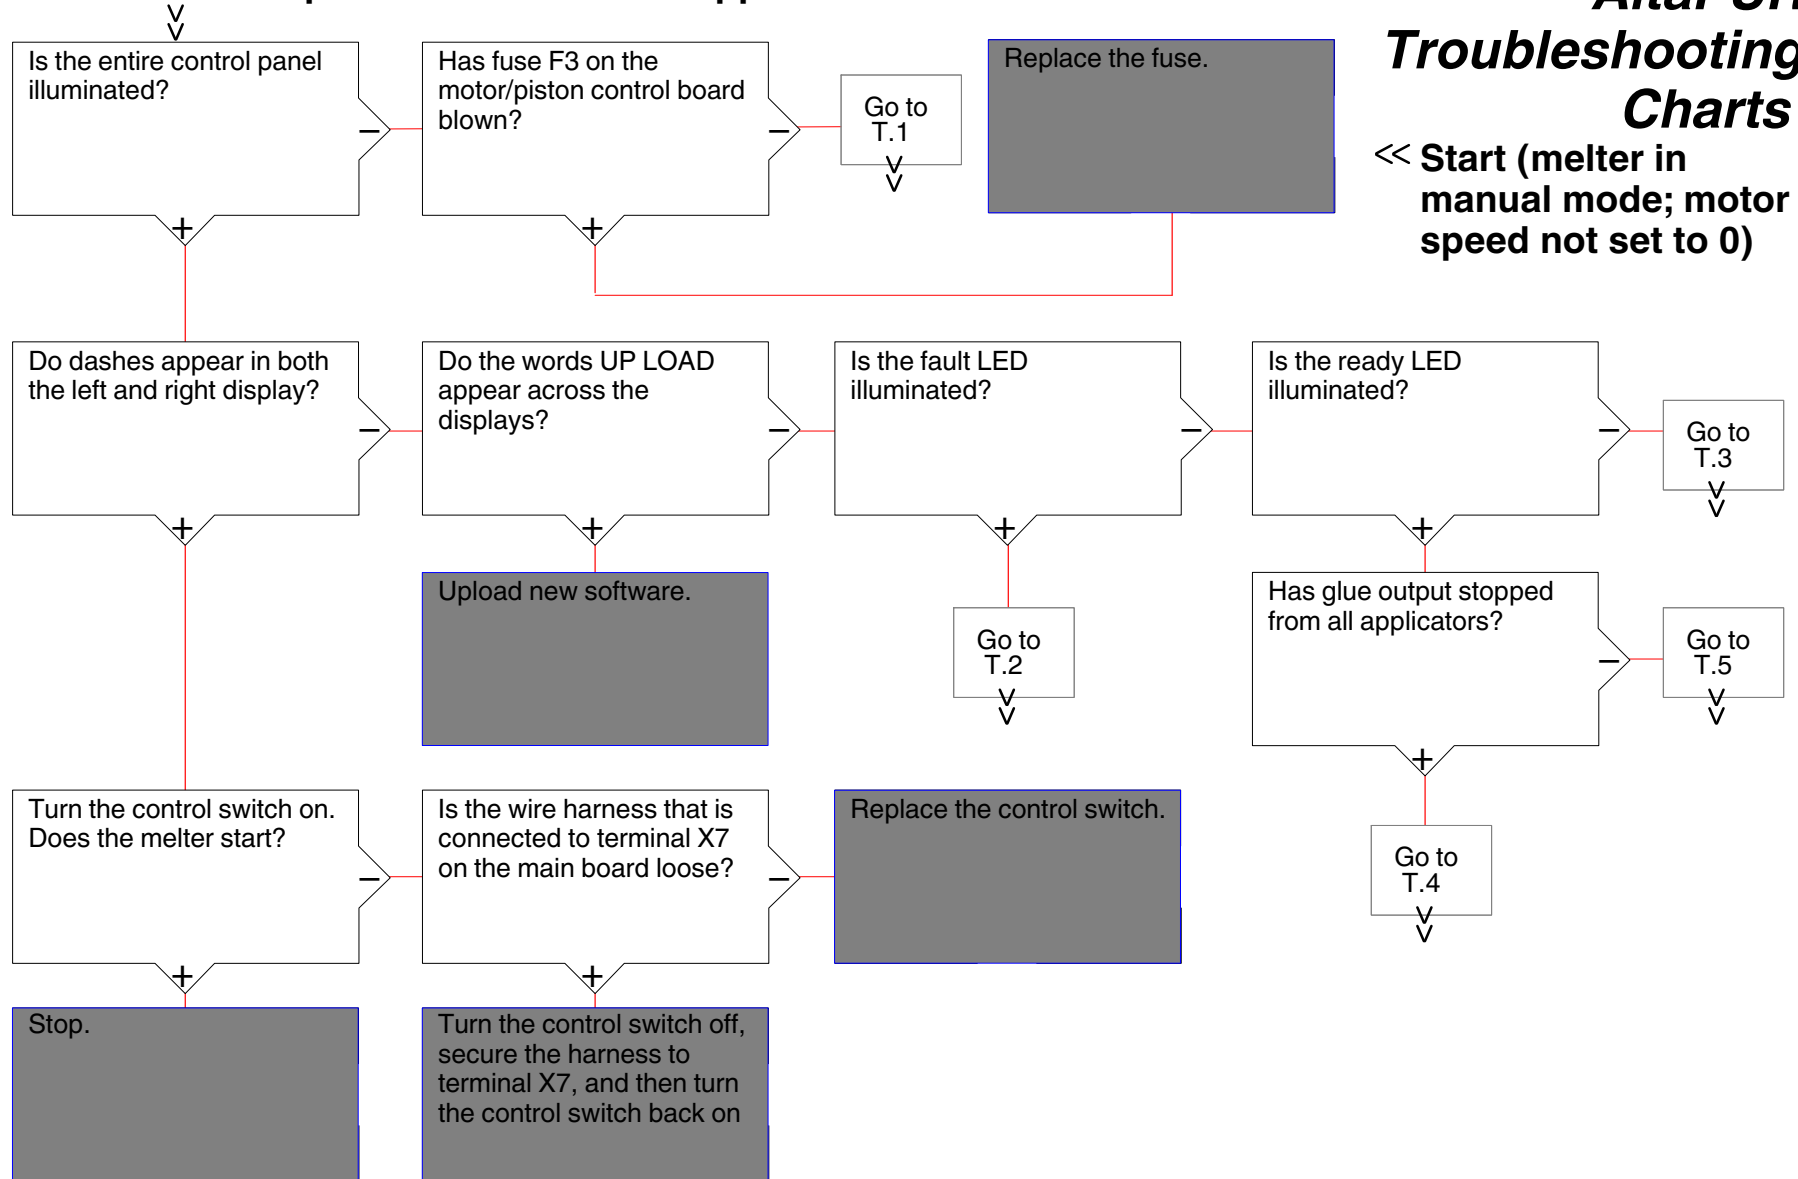 Troubleshooting
Charts
<< Start (melter in
manual mode; motor
speed not set to 0)
Is the entire control panel
illuminated?
–
+
Has fuse F3 on the
motor/piston control board
blown?
–
+
Go to
T.1
Replace the fuse.
Do dashes appear in both
the left and right display?
–
+
Do the words UP LOAD
appear across the
displays?
–
+
Is the fault LED
illuminated?
–
+
Is the ready LED
illuminated?
–
+
Go to
T.3
Upload new software.
Go to
T.2
Has glue output stopped
from all applicators?
–
+
Go to
T.5
Go to
T.4
Turn the control switch on.
Does the melter start?
–
+
Is the wire harness that is
connected to terminal X7
on the main board loose?
–
+
Replace the control switch.
Stop.
Turn the control switch off,
secure the harness to
terminal X7, and then turn
the control switch back on